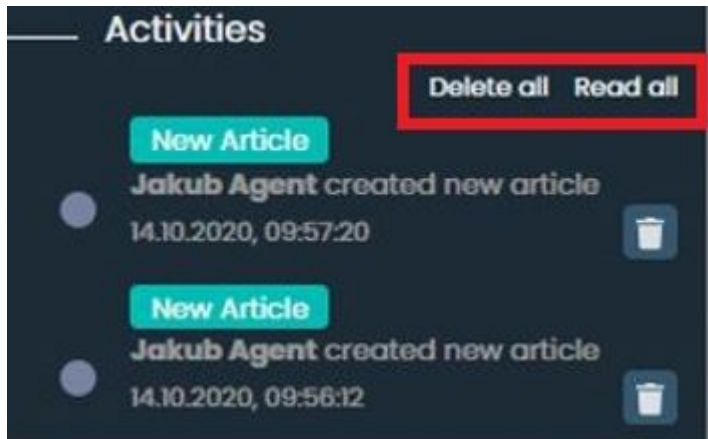 Activities
Delete all Read all
New Article
Jakub Agent created new article
14.10.2020, 09:57:20
New Article
Jakub Agent created new article
14.10.2020, 09:56:12